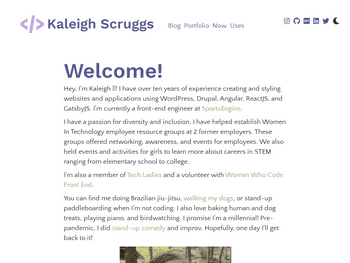 </> Kaleigh Scruggs
Blog Portfolio Now Uses
Welcome!
Hey, I'm Kaleigh 👋🏻! I have over ten years of experience creating and styling
websites and applications using WordPress, Drupal, Angular, ReactJS, and
GatsbyJS. I'm currently a front-end engineer at SportsEngine.
I have a passion for diversity and inclusion. I have helped establish Women
In Technology employee resource groups at 2 former employers. These
groups offered networking, awareness, and events for employees. We also
held events and activities for girls to learn more about careers in STEM
ranging from elementary school to college.
I'm also a member of Tech Ladies and a volunteer with Women Who Code
Front End.
You can find me doing Brazilian jiu-jitsu, walking my dogs, or stand-up
paddleboarding when I'm not coding. I also love baking human and dog
treats, playing piano, and birdwatching. I promise I'm a millennial! Pre-
pandemic, I did stand-up comedy and improv. Hopefully, one day I'll get
back to it!